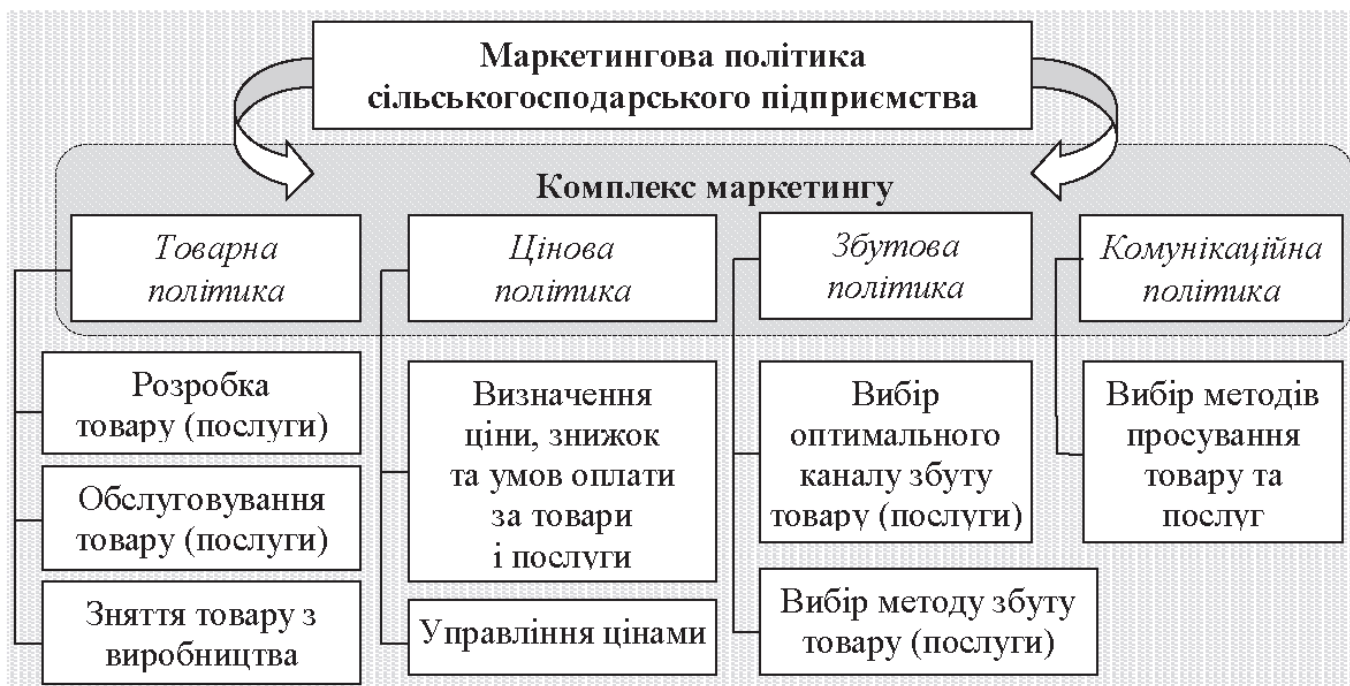 Маркетингова політика
сільськогосподарського підприємства
Комплекс маркетингу
Товарна
політика
Цінова
політика
Збутова
політика
Комунікаційна
політика
Розробка
товару (послуги)
Обслуговування
товару (послуги)
Зняття товару з
виробництва
Визначення
ціни, знижок
та умов оплати
за товари
і послуги
Управління цінами
Вибір
оптимального
каналу збуту
товару (послуги)
Вибір методу збуту
товару (послуги)
Вибір методів
просування
товару та
послуг